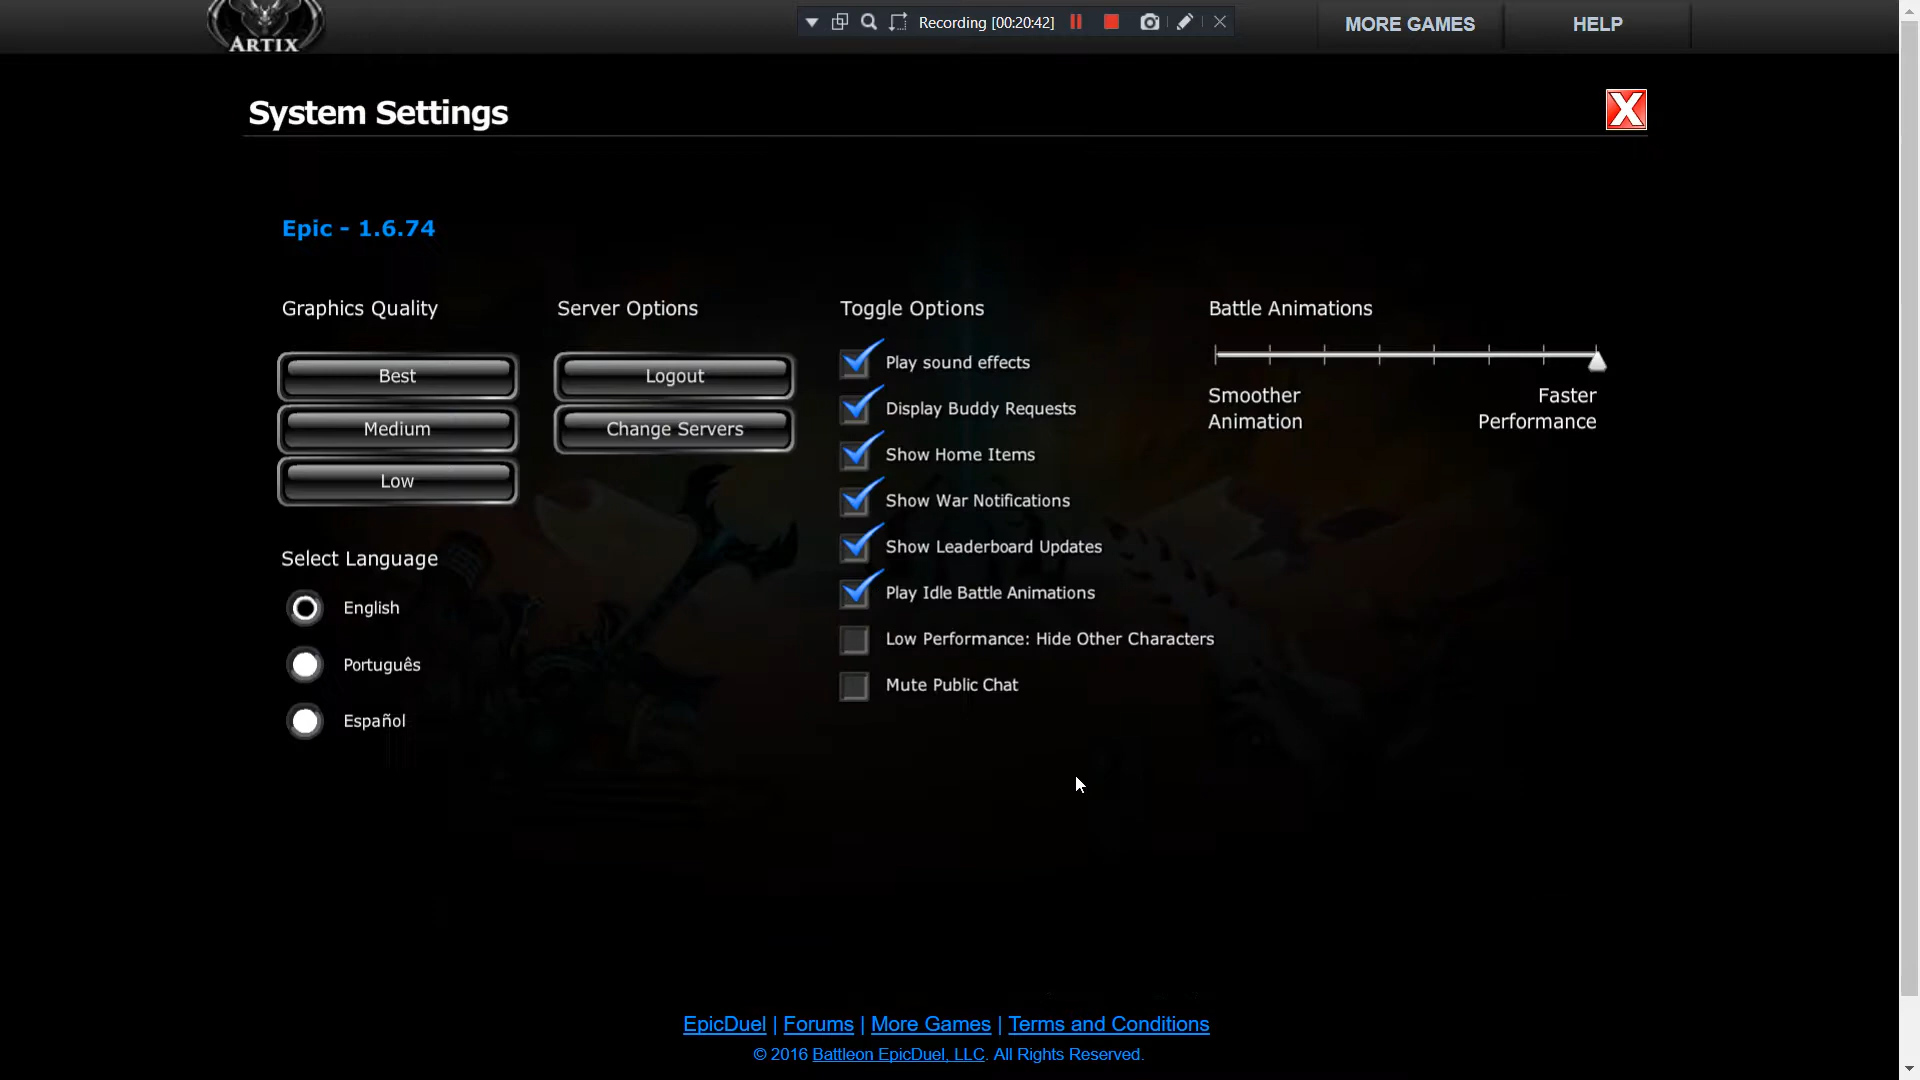 ARTIX
Recording [00:20:42]
MORE GAMES
HELP
System Settings
X
Epic - 1.6.74
Graphics Quality
Best
Medium
Low
Select Language
English
Português
Español
Server Options
Logout
Change Servers
Toggle Options
Play sound effects
Display Buddy Requests
Show Home Items
Show War Notifications
Show Leaderboard Updates
Play Idle Battle Animations
Low Performance: Hide Other Characters
Mute Public Chat
Battle Animations
Smoother
Animation
Faster
Performance
EpicDuel | Forums | More Games | Terms and Conditions
© 2016 Battleon EpicDuel, LLC. All Rights Reserved.